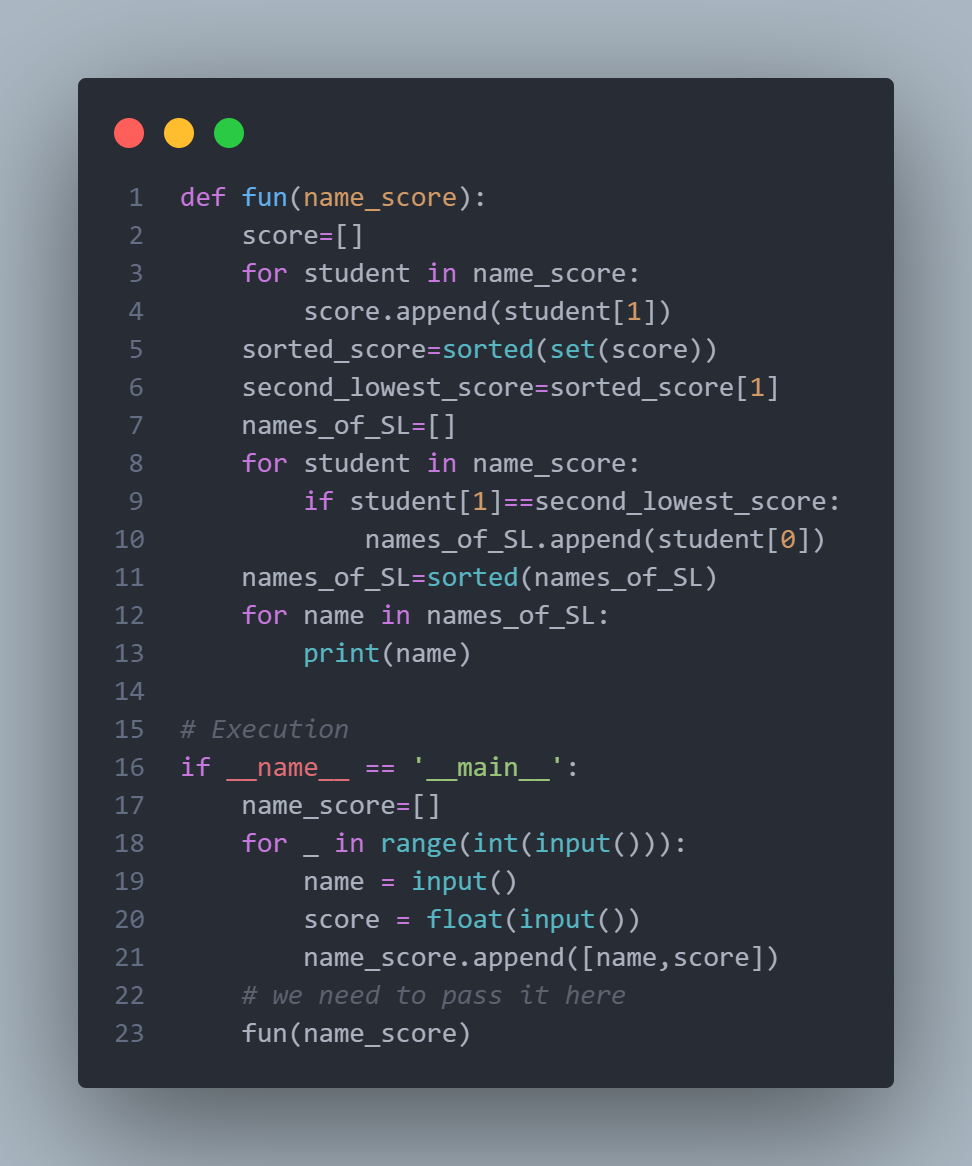 1 def fun(name_score):
2     score=[]
3     for student in name_score:
4         score.append(student[1])
5     sorted_score=sorted(set(score))
6     second_lowest_score=sorted_score[1]
7     names_of_SL=[]
8     for student in name_score:
9         if student[1]==second_lowest_score:
10             names_of_SL.append(student[0])
11     names_of_SL=sorted(names_of_SL)
12     for name in names_of_SL:
13         print(name)
14
15 # Execution
16 if __name__ == '__main__':
17     name_score=[]
18     for _ in range(int(input())):
19         name = input()
20         score = float(input())
21         name_score.append([name,score])
22     # we need to pass it here
23     fun(name_score)